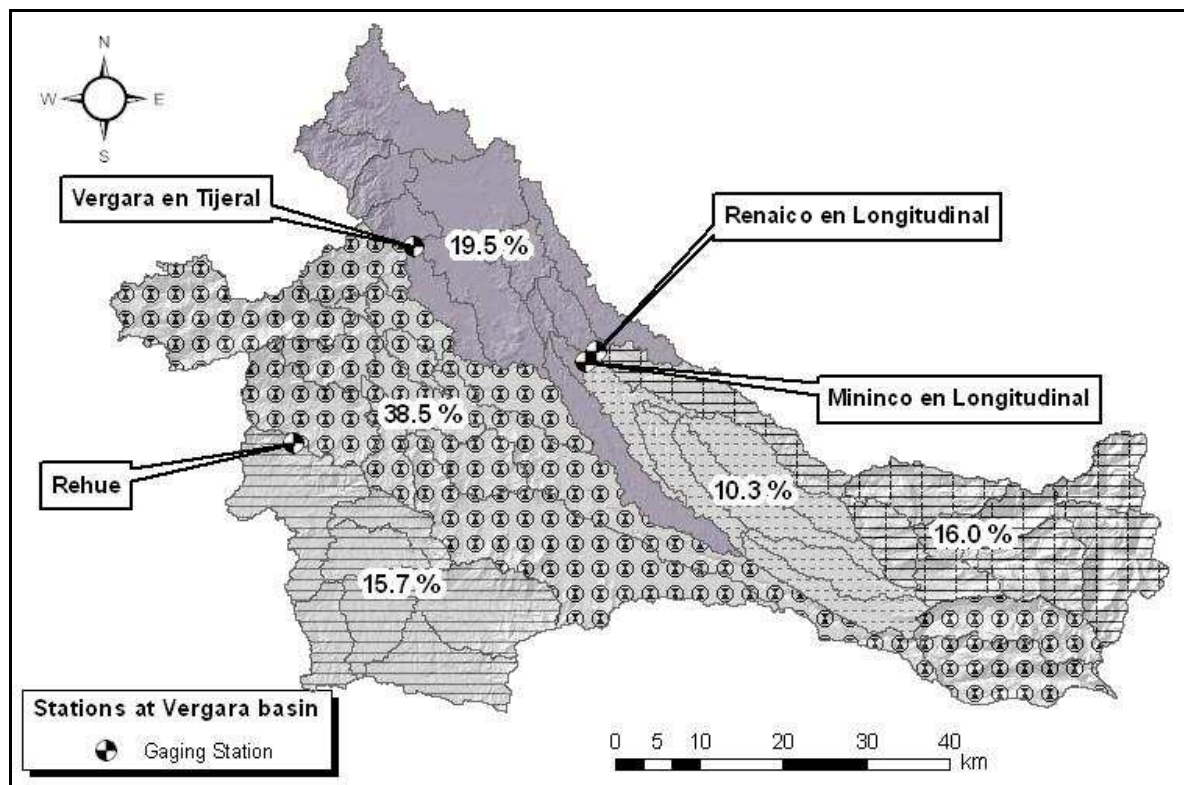 N
W E
S
Vergara en Tijeral
Renaico en Longitudinal
19.5 %
Mininco en Longitudinal
38.5 %
Rehue
10.3 %
16.0 %
15.7 %
Stations at Vergara basin
Gaging Station
0 5 10 20 30 40
km